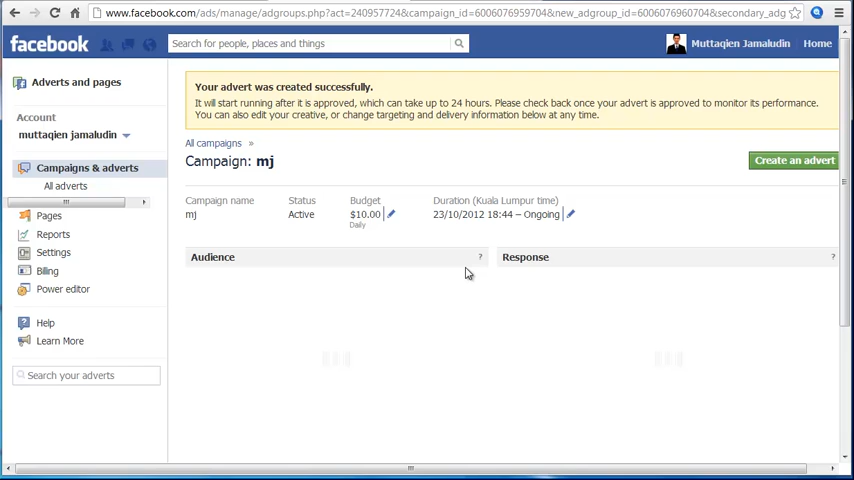 www.facebook.com/ads/manage/adgroups.php?act=240957724&campaign_id=6006076959704&new_adgroup_id=6006076960704&secondary_adg
facebook
Search for people, places and things
Muttaqien Jamaludin
Home
Adverts and pages
Account
muttaqien jamaludin
Campaigns & adverts
All adverts
Pages
Reports
Settings
Billing
Power editor
Help
Learn More
Search your adverts
Your advert was created successfully.
It will start running after it is approved, which can take up to 24 hours. Please check back once your advert is approved to monitor its performance.
You can also edit your creative, or change targeting and delivery information below at any time.
All campaigns »
Campaign: mj
Create an advert
Campaign name Status Budget Duration (Kuala Lumpur time)
mj Active $10.00 23/10/2012 18:44 – Ongoing
Daily
Audience ? Response ?